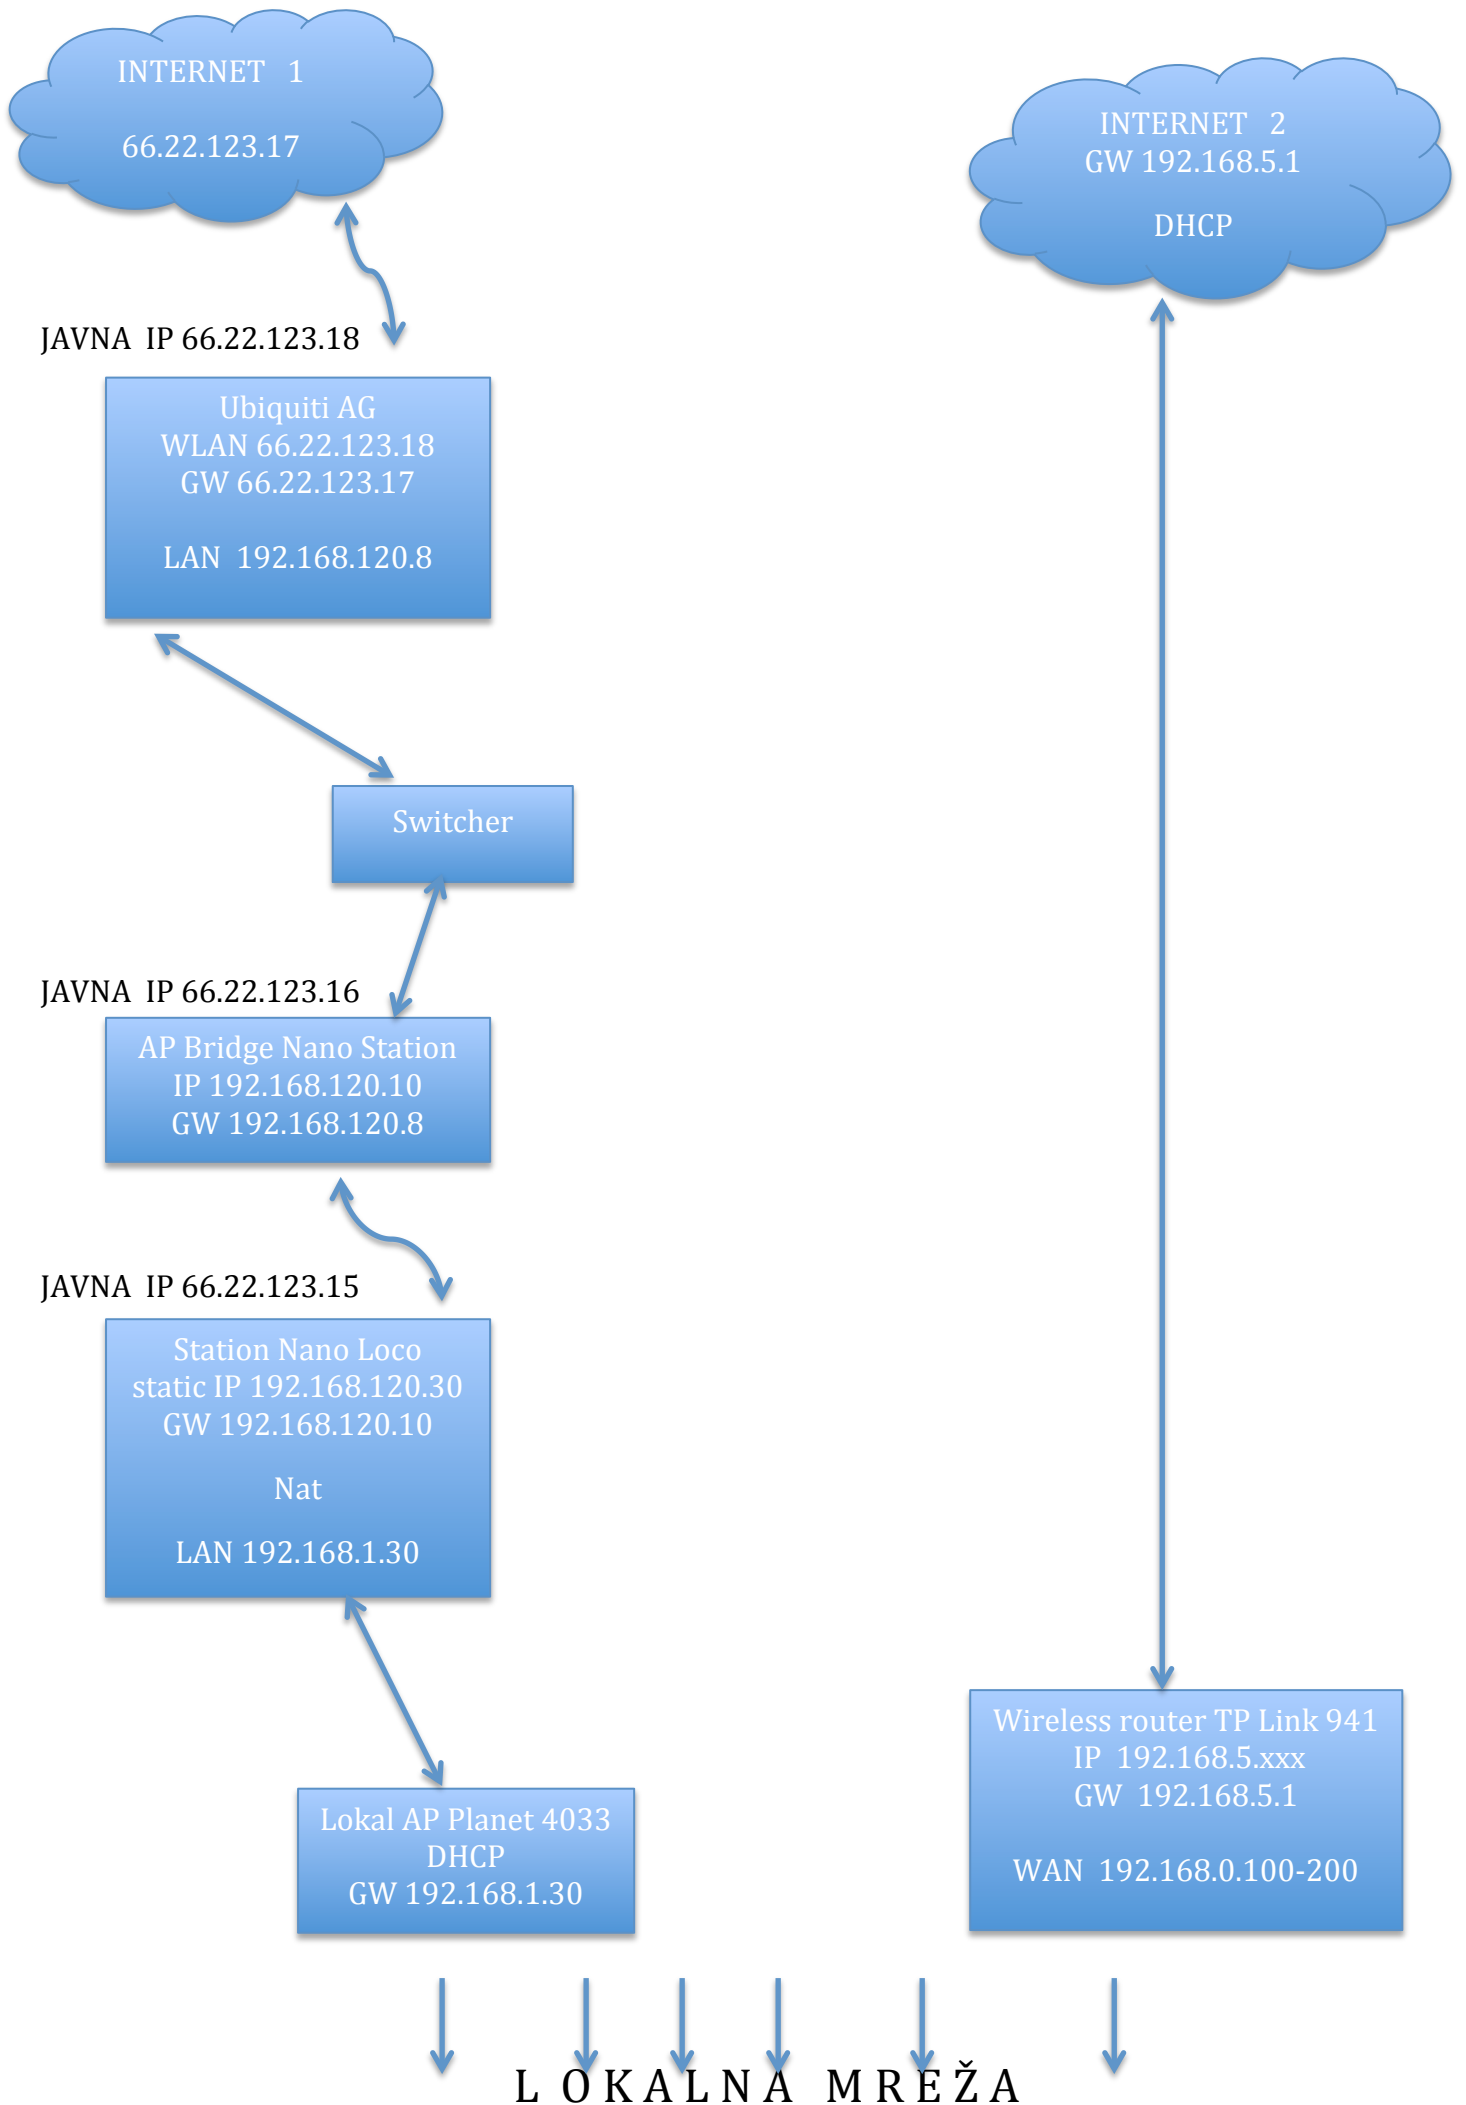 INTERNET 1
66.22.123.17
INTERNET 2
GW 192.168.5.1
DHCP
JAVNA IP 66.22.123.18
Ubiquiti AG
WLAN 66.22.123.18
GW 66.22.123.17
LAN 192.168.120.8
Switcher
JAVNA IP 66.22.123.16
AP Bridge Nano Station
IP 192.168.120.10
GW 192.168.120.8
JAVNA IP 66.22.123.15
Station Nano Loco
static IP 192.168.120.30
GW 192.168.120.10
Nat
LAN 192.168.1.30
Wireless router TP Link 941
IP 192.168.5.xxx
GW 192.168.5.1
WAN 192.168.0.100-200
Lokal AP Planet 4033
DHCP
GW 192.168.1.30
L O K A L N A M R E Ž A